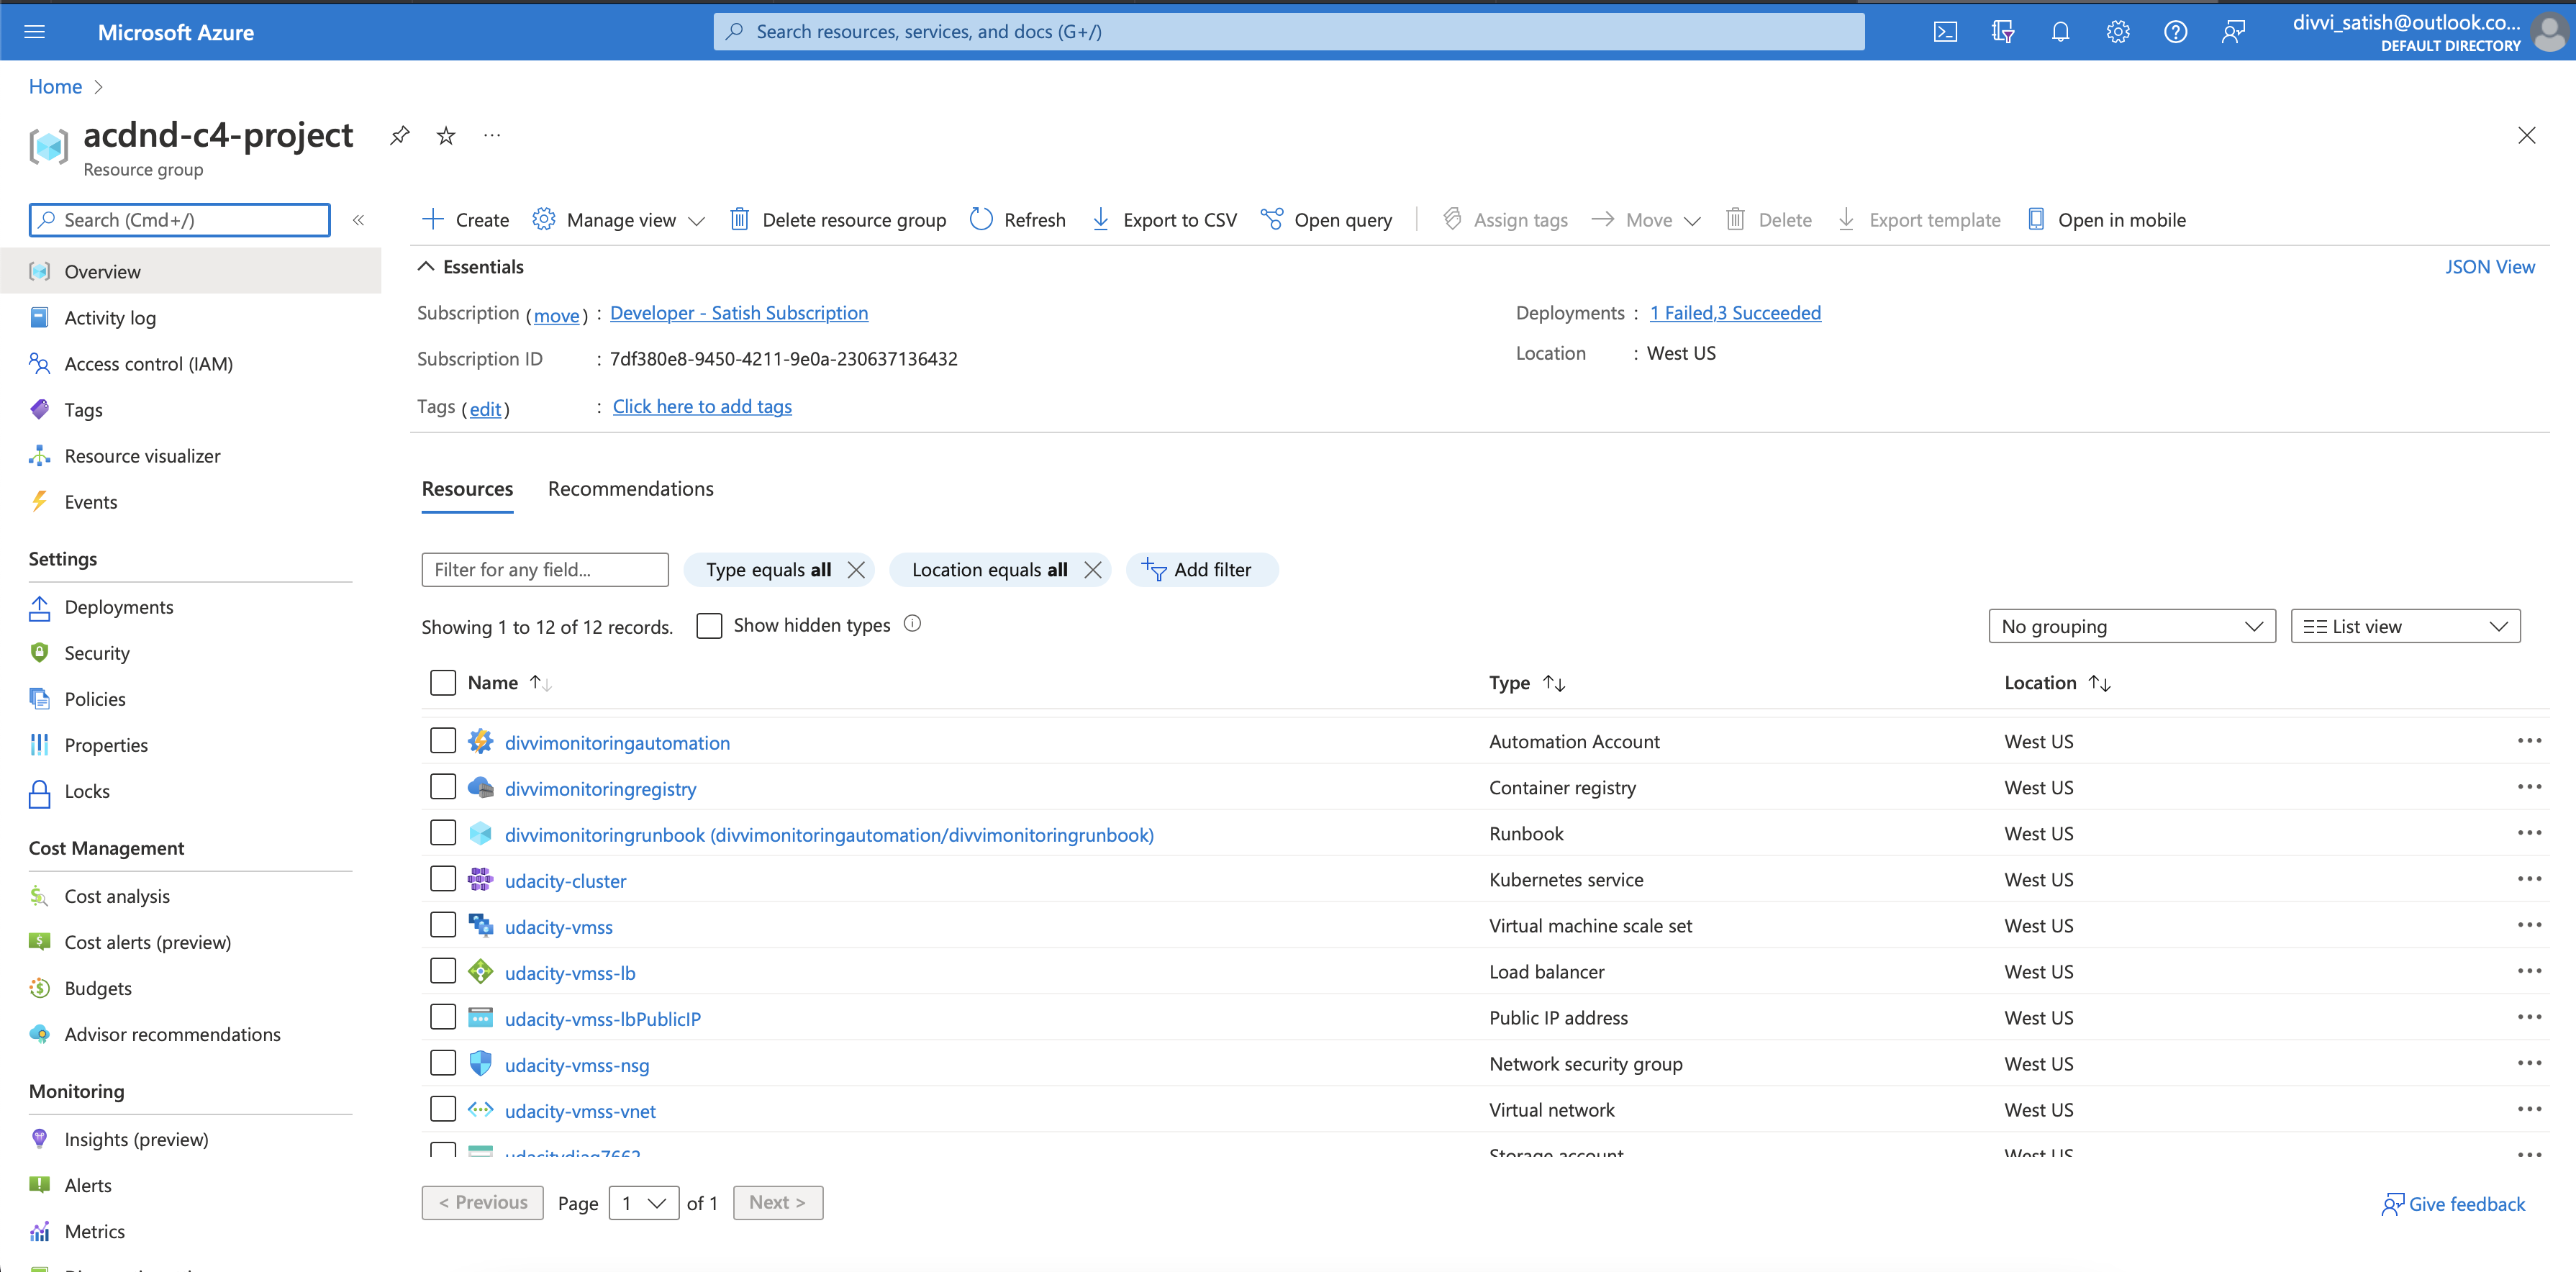 Microsoft Azure
Search resources, services, and docs (G+/)
divvi_satish@outlook.co...
DEFAULT DIRECTORY
Home
acdnd-c4-project
Resource group
Search (Cmd+/)
Create
Manage view
Delete resource group
Refresh
Export to CSV
Open query
Assign tags
Move
Delete
Export template
Open in mobile
Overview
Activity log
Access control (IAM)
Tags
Resource visualizer
Events
Settings
Deployments
Security
Policies
Properties
Locks
Cost Management
Cost analysis
Cost alerts (preview)
Budgets
Advisor recommendations
Monitoring
Insights (preview)
Alerts
Metrics
Essentials
JSON View
Subscription (move) : Developer - Satish Subscription
Deployments : 1 Failed,3 Succeeded
Subscription ID : 7df380e8-9450-4211-9e0a-230637136432
Location : West US
Tags (edit) : Click here to add tags
Resources
Recommendations
Filter for any field...
Type equals all
Location equals all
Add filter
Showing 1 to 12 of 12 records.
Show hidden types
No grouping
List view
Name Type Location
divvimonitoringautomation Automation Account West US
divvimonitoringregistry Container registry West US
divvimonitoringrunbook (divvimonitoringautomation/divvimonitoringrunbook) Runbook West US
udacity-cluster Kubernetes service West US
udacity-vmss Virtual machine scale set West US
udacity-vmss-lb Load balancer West US
udacity-vmss-lbPublicIP Public IP address West US
udacity-vmss-nsg Network security group West US
udacity-vmss-vnet Virtual network West US
udacitydiag7662 Storage account West US
< Previous
Page 1 of 1
Next >
Give feedback